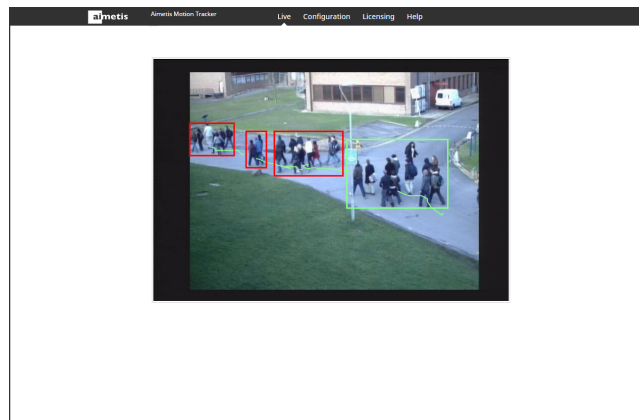 aimetis
Aimetis Motion Tracker
Live Configuration Licensing Help